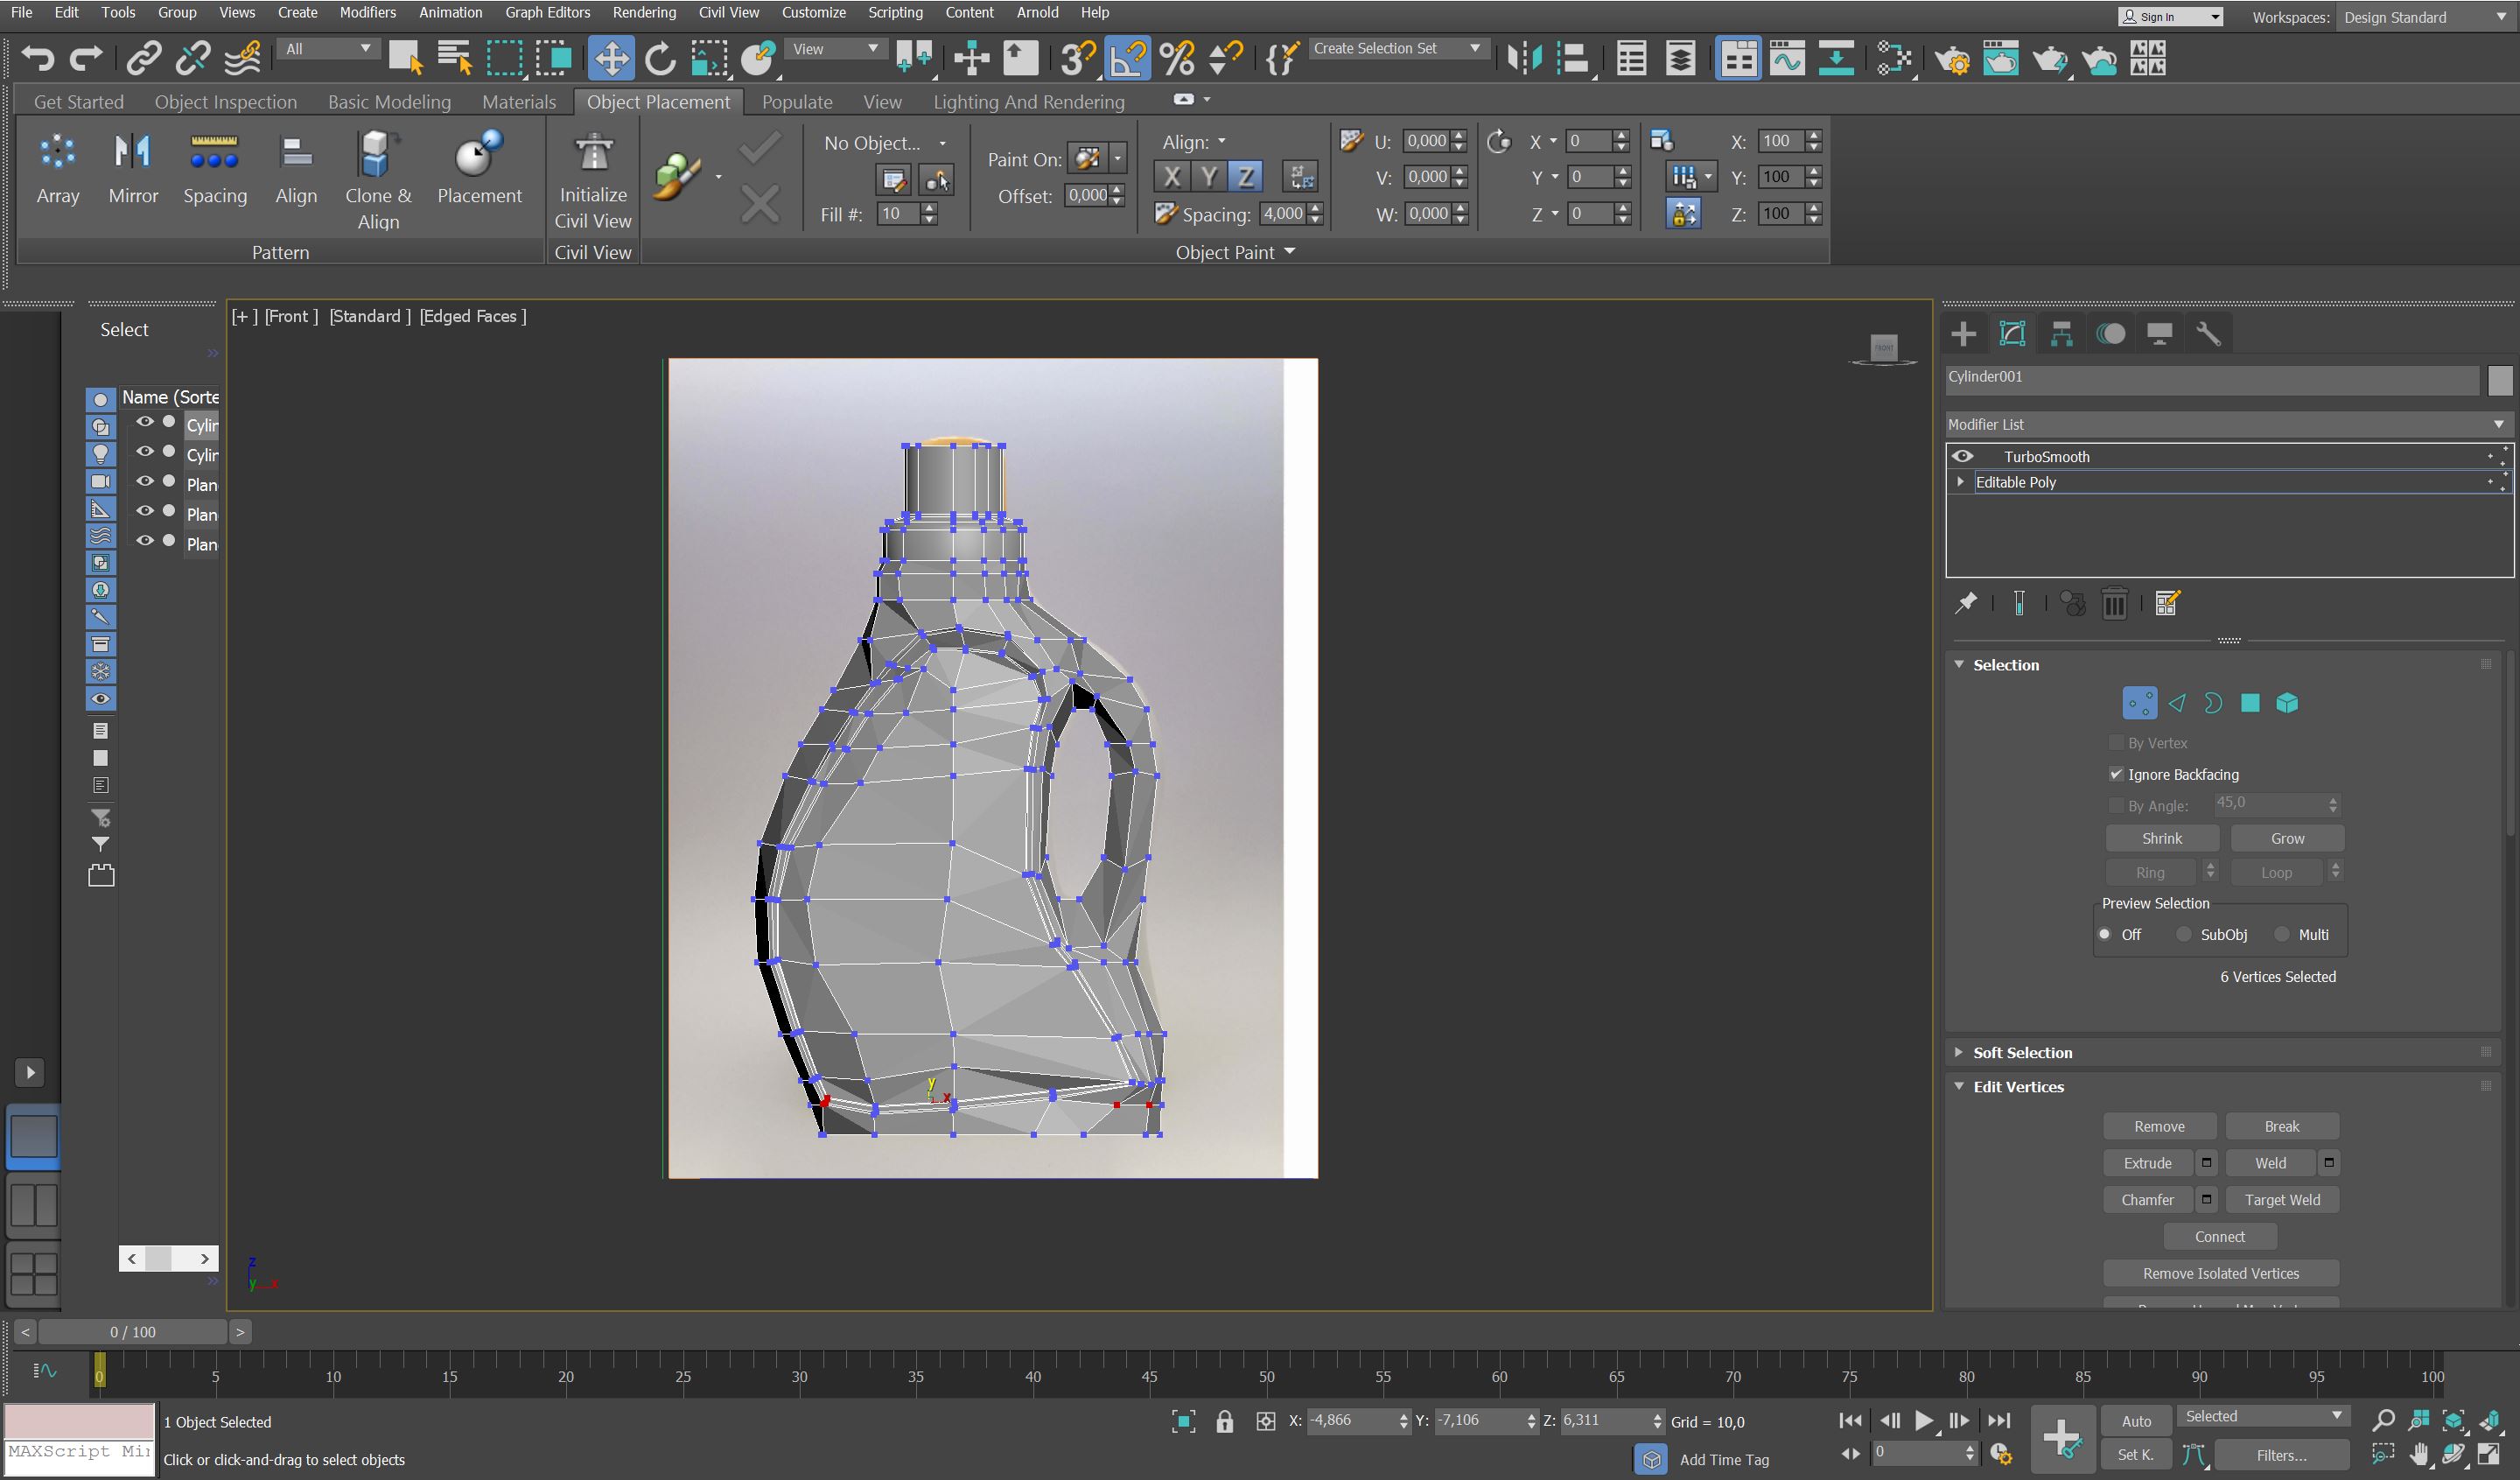 File Edit Tools Group Views Create Modifiers Animation Graph Editors Rendering Civil View Customize Scripting Content Arnold Help
Sign In Workspaces: Design Standard
All View Create Selection Set
Get Started Object Inspection Basic Modeling Materials Object Placement Populate View Lighting And Rendering
No Object... Align: U: 0,000 X 0 X: 100
Paint On: X Y Z V: 0,000 Y 0 Y: 100
Array Mirror Spacing Align Clone & Align Placement Initialize Civil View Offset: 0,000
Fill #: 10 Spacing: 4,000 W: 0,000 Z 0 Z: 100
Pattern Civil View Object Paint
Select
[+ ] [Front ] [Standard ] [Edged Faces ]
FRONT
Name (Sorte
Cylin
Cylin
Plan
Plan
Plan
y
x
z
y x
Cylinder001
Modifier List
TurboSmooth
Editable Poly
Selection
By Vertex
Ignore Backfacing
By Angle: 45,0
Shrink Grow
Ring Loop
Preview Selection
Off SubObj Multi
6 Vertices Selected
Soft Selection
Edit Vertices
Remove Break
Extrude Weld
Chamfer Target Weld
Connect
Remove Isolated Vertices
< 0 / 100 >
0 5 10 15 20 25 30 35 40 45 50 55 60 65 70 75 80 85 90 95 100
1 Object Selected X: -4,866 Y: -7,106 Z: 6,311 Grid = 10,0 Auto Selected
MAXScript Mi
Click or click-and-drag to select objects Add Time Tag 0 Set K. Filters...